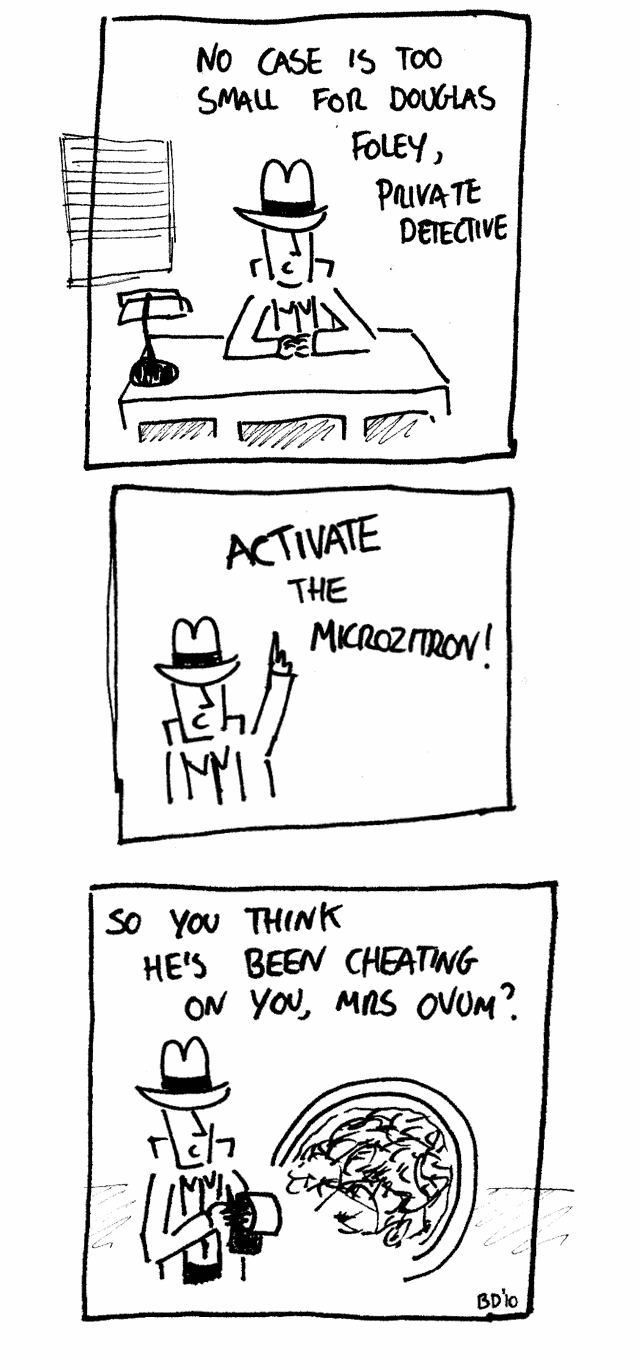 NO CASE IS TOO
SMALL FOR DOUGLAS
FOLEY,
PRIVATE
DETECTIVE
ACTIVATE
THE
MICROZITRON!
SO YOU THINK
HE'S BEEN CHEATING
ON YOU, MRS OVUM?
BD'10